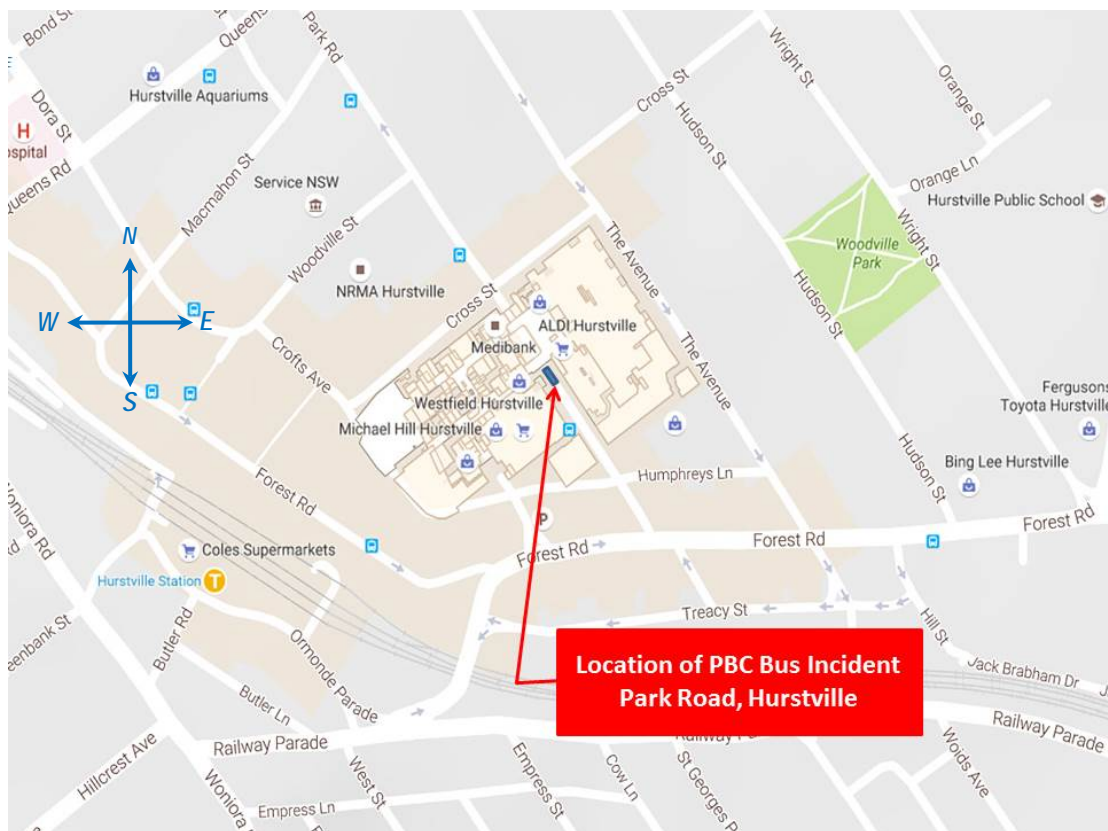 Bond St
Queens
Park Rd
E
Hurstville Aquariums
Dora St
H
ospital
Queens Rd
Macmahon St
Service NSW
Woodville St
NRMA Hurstville
Cross St
Wright St
Orange St
Cross St
Hudson St
Orange Ln
Hurstville Public School
Woodville
Park
Wright St
The Avenue
Hudson St
N
W
E
S
Crofts Ave
ALDI Hurstville
Medibank
The Avenue
Westfield Hurstville
Michael Hill Hurstville
Fergusons
Toyota Hurstville
Bing Lee Hurstville
Hudson St
Humphreys Ln
P
Forest Rd
Forest Rd
Forest Rd
Forest Rd
Woniora Rd
Rd
Coles Supermarkets
Hurstville Station
T
Treacy St
Hill St
Jack Brabham Dr
J
eenbank St
Butler Rd
Ormonde Parade
Butler Ln
Location of PBC Bus Incident
Park Road, Hurstville
Railway Parade
Railway Parade
Hillcrest Ave
Woniora Rd
West St
Empress Ln
Empress St
Cow Ln
St Georges P
Woids Ave